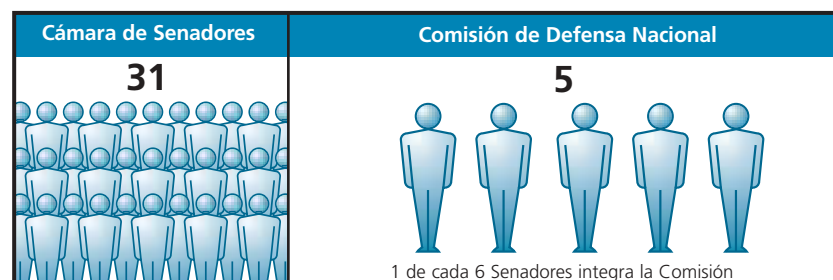 Cámara de Senadores
31
Comisión de Defensa Nacional
5
1 de cada 6 Senadores integra la Comisión